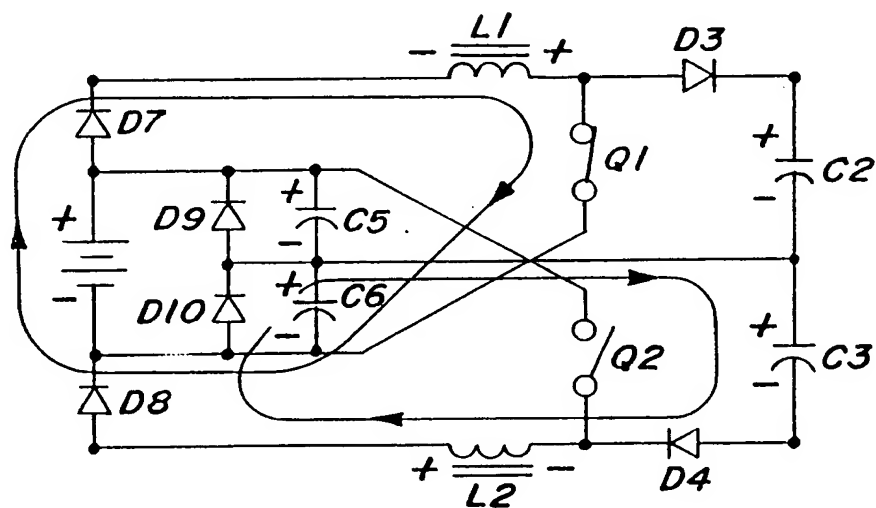 L1
- +
D3
D7
+
Q1
+
C2
-
+
D9
+
C5
-
+
C6
-
D10
-
Q2
+
C3
-
D8
+ -
L2
D4